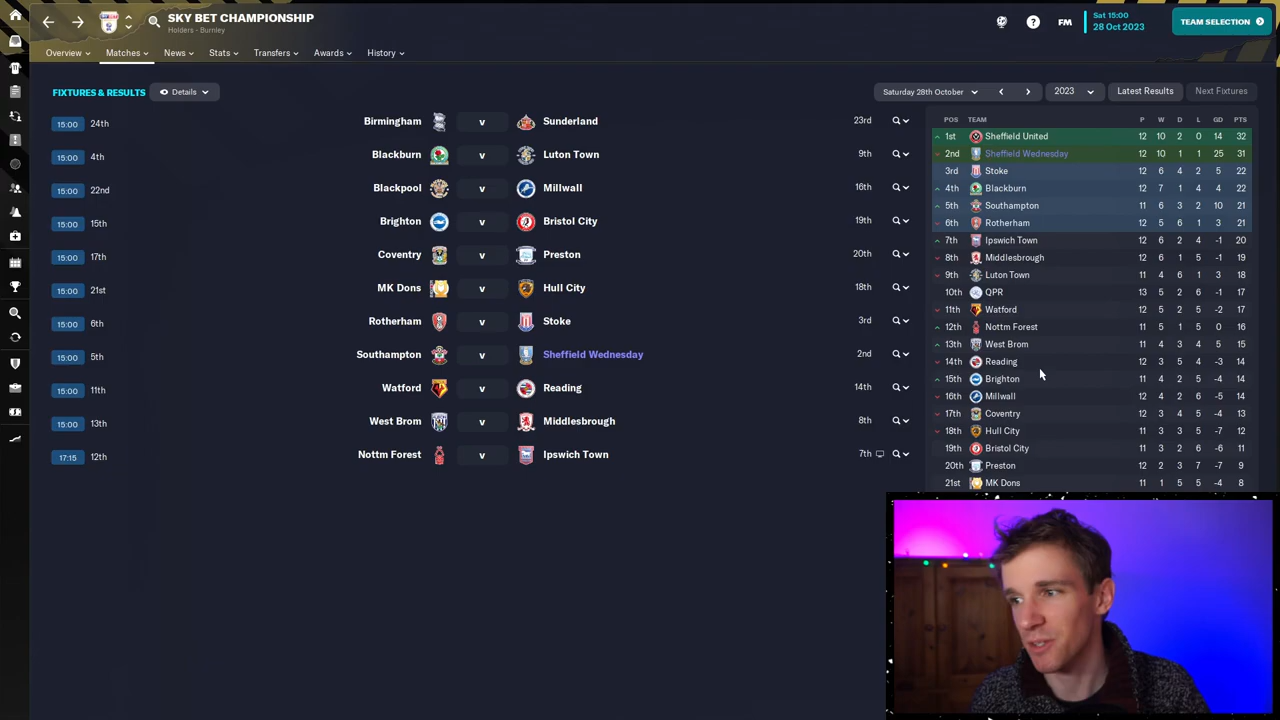 SKY BET CHAMPIONSHIP
Holders - Burnley
FM
Sat 15:00
28 Oct 2023
TEAM SELECTION
Overview Matches News Stats Transfers Awards History
FIXTURES & RESULTS Details
Saturday 28th October 2023 Latest Results Next Fixtures
15:00 24th Birmingham v Sunderland 23rd
15:00 4th Blackburn v Luton Town 9th
15:00 22nd Blackpool v Millwall 16th
15:00 15th Brighton v Bristol City 19th
15:00 17th Coventry v Preston 20th
15:00 21st MK Dons v Hull City 18th
15:00 6th Rotherham v Stoke 3rd
15:00 5th Southampton v Sheffield Wednesday 2nd
15:00 11th Watford v Reading 14th
15:00 13th West Brom v Middlesbrough 8th
17:15 12th Nottm Forest v Ipswich Town 7th
POS TEAM P W D L GD PTS
1st Sheffield United 12 10 2 0 14 32
2nd Sheffield Wednesday 12 10 1 1 25 31
3rd Stoke 12 6 4 2 5 22
4th Blackburn 12 7 1 4 4 22
5th Southampton 11 6 3 2 10 21
6th Rotherham 12 5 6 1 3 21
7th Ipswich Town 12 6 2 4 -1 20
8th Middlesbrough 12 6 1 5 -1 19
9th Luton Town 11 4 6 1 3 18
10th QPR 13 5 2 6 -1 17
11th Watford 12 5 2 5 -2 17
12th Nottm Forest 11 5 1 5 0 16
13th West Brom 11 4 3 4 5 15
14th Reading 12 3 5 4 -3 14
15th Brighton 11 4 2 5 -4 14
16th Millwall 12 4 2 6 -5 14
17th Coventry 12 3 4 5 -4 13
18th Hull City 11 3 3 5 -7 12
19th Bristol City 11 3 2 6 -6 11
20th Preston 12 2 3 7 -7 9
21st MK Dons 11 1 5 5 -4 8